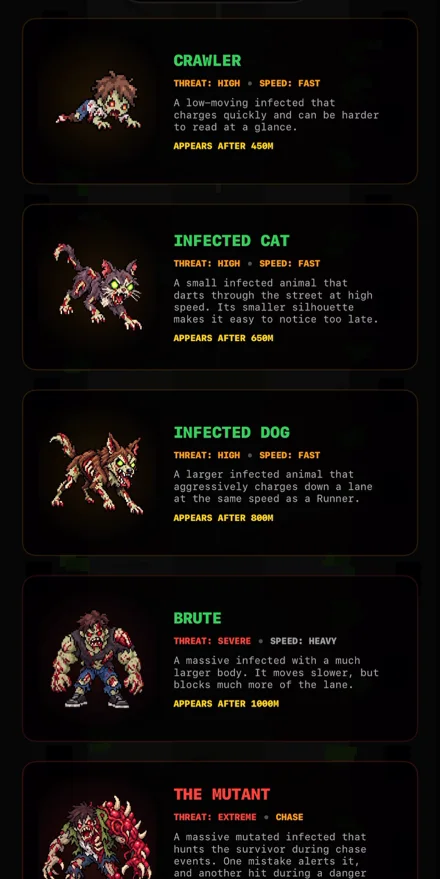 CRAWLER
THREAT: HIGH • SPEED: FAST
A low-moving infected that
charges quickly and can be harder
to read at a glance.
APPEARS AFTER 450M
INFECTED CAT
THREAT: HIGH • SPEED: FAST
A small infected animal that
darts through the street at high
speed. Its smaller silhouette
makes it easy to notice too late.
APPEARS AFTER 650M
INFECTED DOG
THREAT: HIGH • SPEED: FAST
A larger infected animal that
aggressively charges down a lane
at the same speed as a Runner.
APPEARS AFTER 800M
BRUTE
THREAT: SEVERE • SPEED: HEAVY
A massive infected with a much
larger body. It moves slower, but
blocks much more of the lane.
APPEARS AFTER 1000M
THE MUTANT
THREAT: EXTREME • CHASE
A massive mutated infected that
hunts the survivor during chase
events. One mistake alerts it,
and another hit during a danger